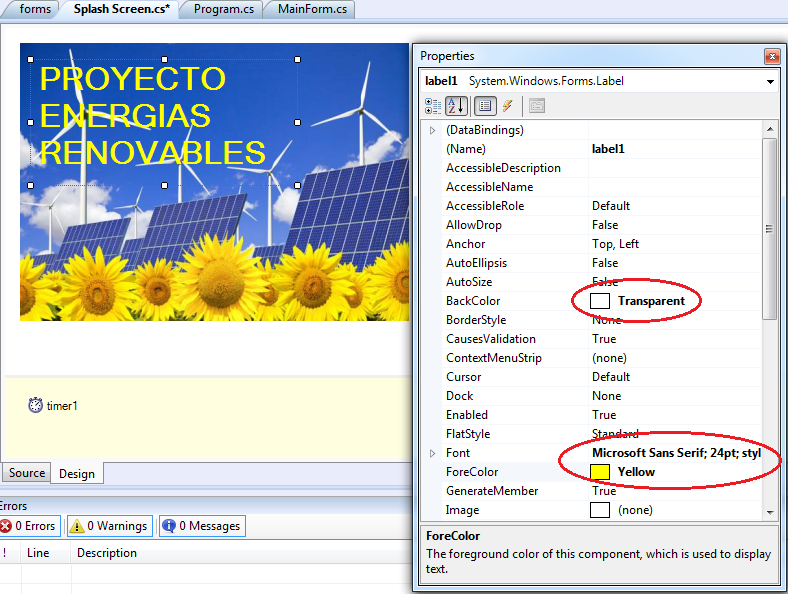 forms Splash Screen.cs* Program.cs MainForm.cs
PROYECTO
ENERGIAS
RENOVABLES
timer1
Source Design
Errors
0 Errors 0 Warnings 0 Messages
! Line Description
Properties
label1 System.Windows.Forms.Label
(DataBindings)
(Name) label1
AccessibleDescription
AccessibleName
AccessibleRole Default
AllowDrop False
Anchor Top, Left
AutoEllipsis False
AutoSize False
BackColor Transparent
BorderStyle None
CausesValidation True
ContextMenuStrip (none)
Cursor Default
Dock None
Enabled True
FlatStyle Standard
Font Microsoft Sans Serif; 24pt; styl
ForeColor Yellow
GenerateMember True
Image (none)
ForeColor
The foreground color of this component, which is used to display
text.